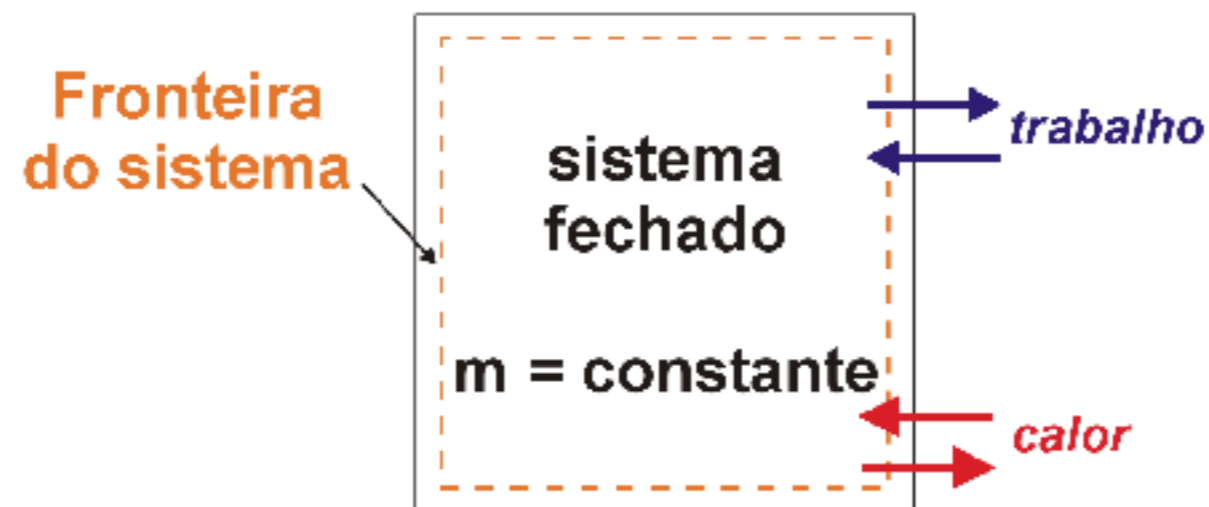 Fronteira
do sistema
sistema
fechado
m = constante
trabalho
calor